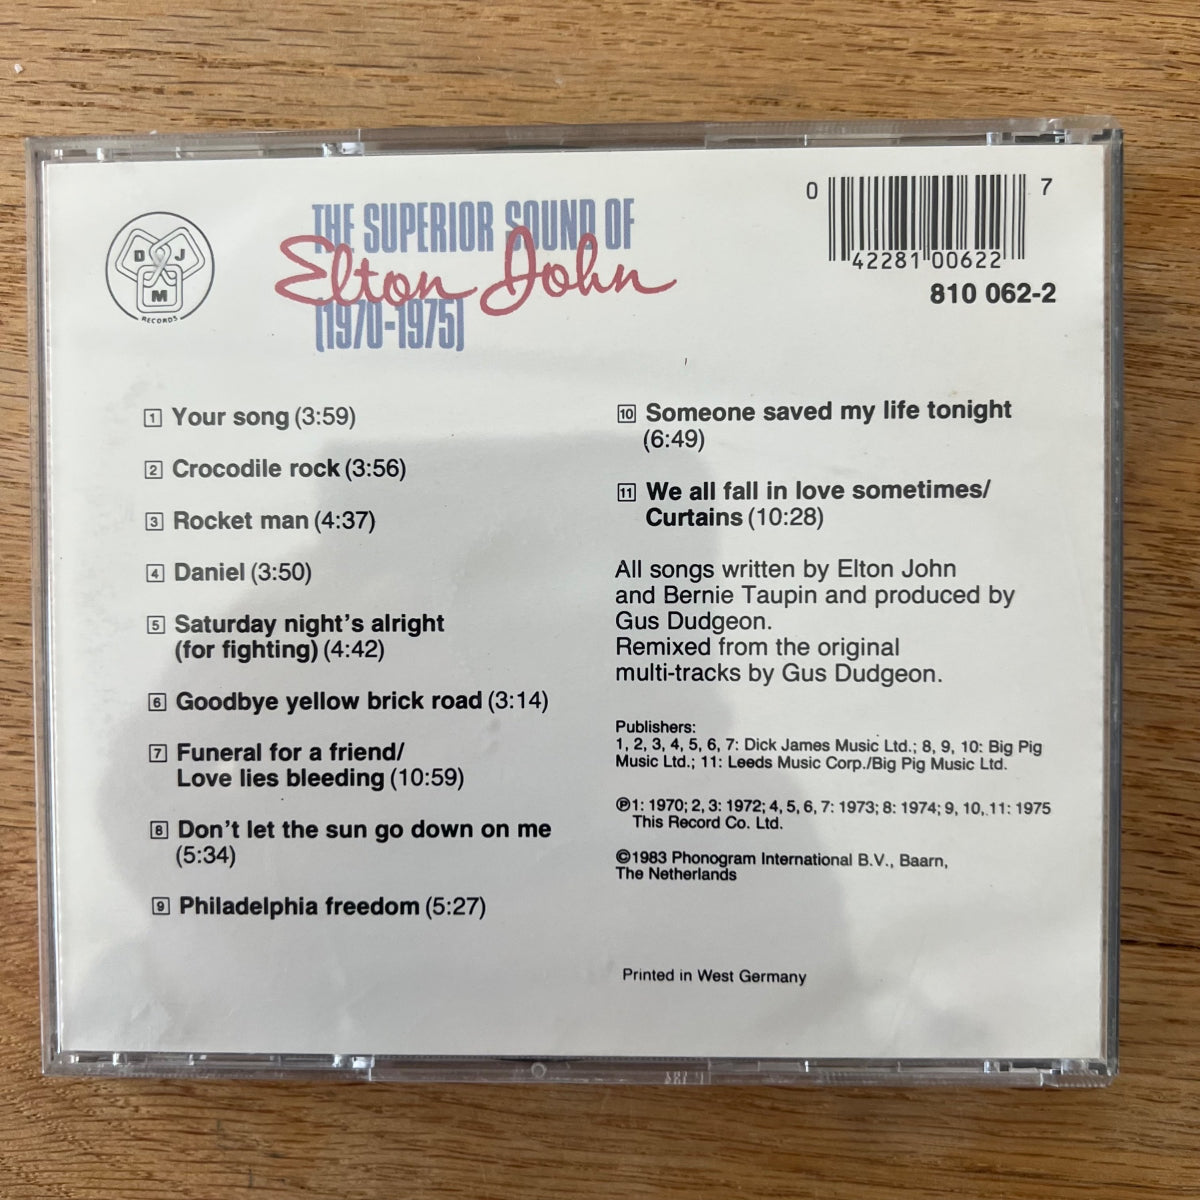 D J
M
RECORDS
THE SUPERIOR SOUND OF
Elton John
(1970-1975)
0 42281 00622 7
810 062-2
1 Your song (3:59)
2 Crocodile rock (3:56)
3 Rocket man (4:37)
4 Daniel (3:50)
5 Saturday night's alright
(for fighting) (4:42)
6 Goodbye yellow brick road (3:14)
7 Funeral for a friend/
Love lies bleeding (10:59)
8 Don't let the sun go down on me
(5:34)
9 Philadelphia freedom (5:27)
10 Someone saved my life tonight
(6:49)
11 We all fall in love sometimes/
Curtains (10:28)
All songs written by Elton John
and Bernie Taupin and produced by
Gus Dudgeon.
Remixed from the original
multi-tracks by Gus Dudgeon.
Publishers:
1, 2, 3, 4, 5, 6, 7: Dick James Music Ltd.; 8, 9, 10: Big Pig
Music Ltd.; 11: Leeds Music Corp./Big Pig Music Ltd.
℗1: 1970; 2, 3: 1972; 4, 5, 6, 7: 1973; 8: 1974; 9, 10, 11: 1975
This Record Co. Ltd.
©1983 Phonogram International B.V., Baarn,
The Netherlands
Printed in West Germany